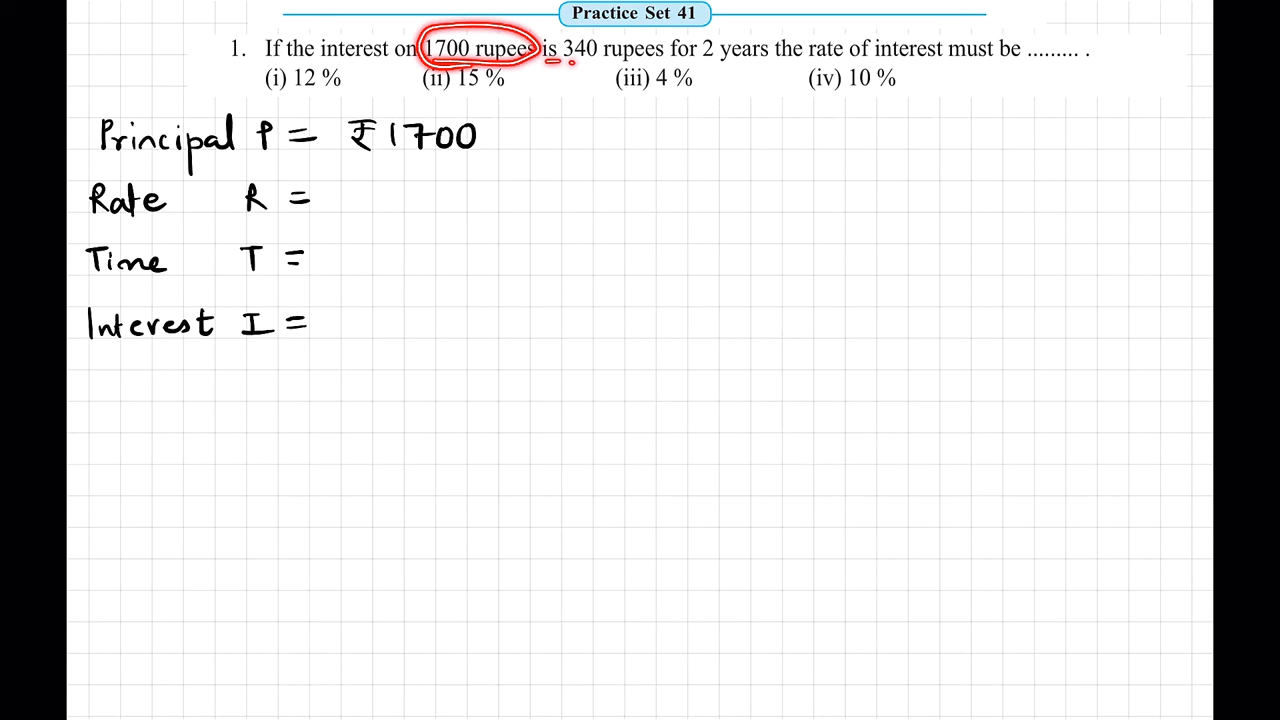 Practice Set 41
1. If the interest on 1700 rupees is 340 rupees for 2 years the rate of interest must be ......... .
(i) 12 % (ii) 15 % (iii) 4 % (iv) 10 %
Principal P = ₹1700
Rate R =
Time T =
Interest I =